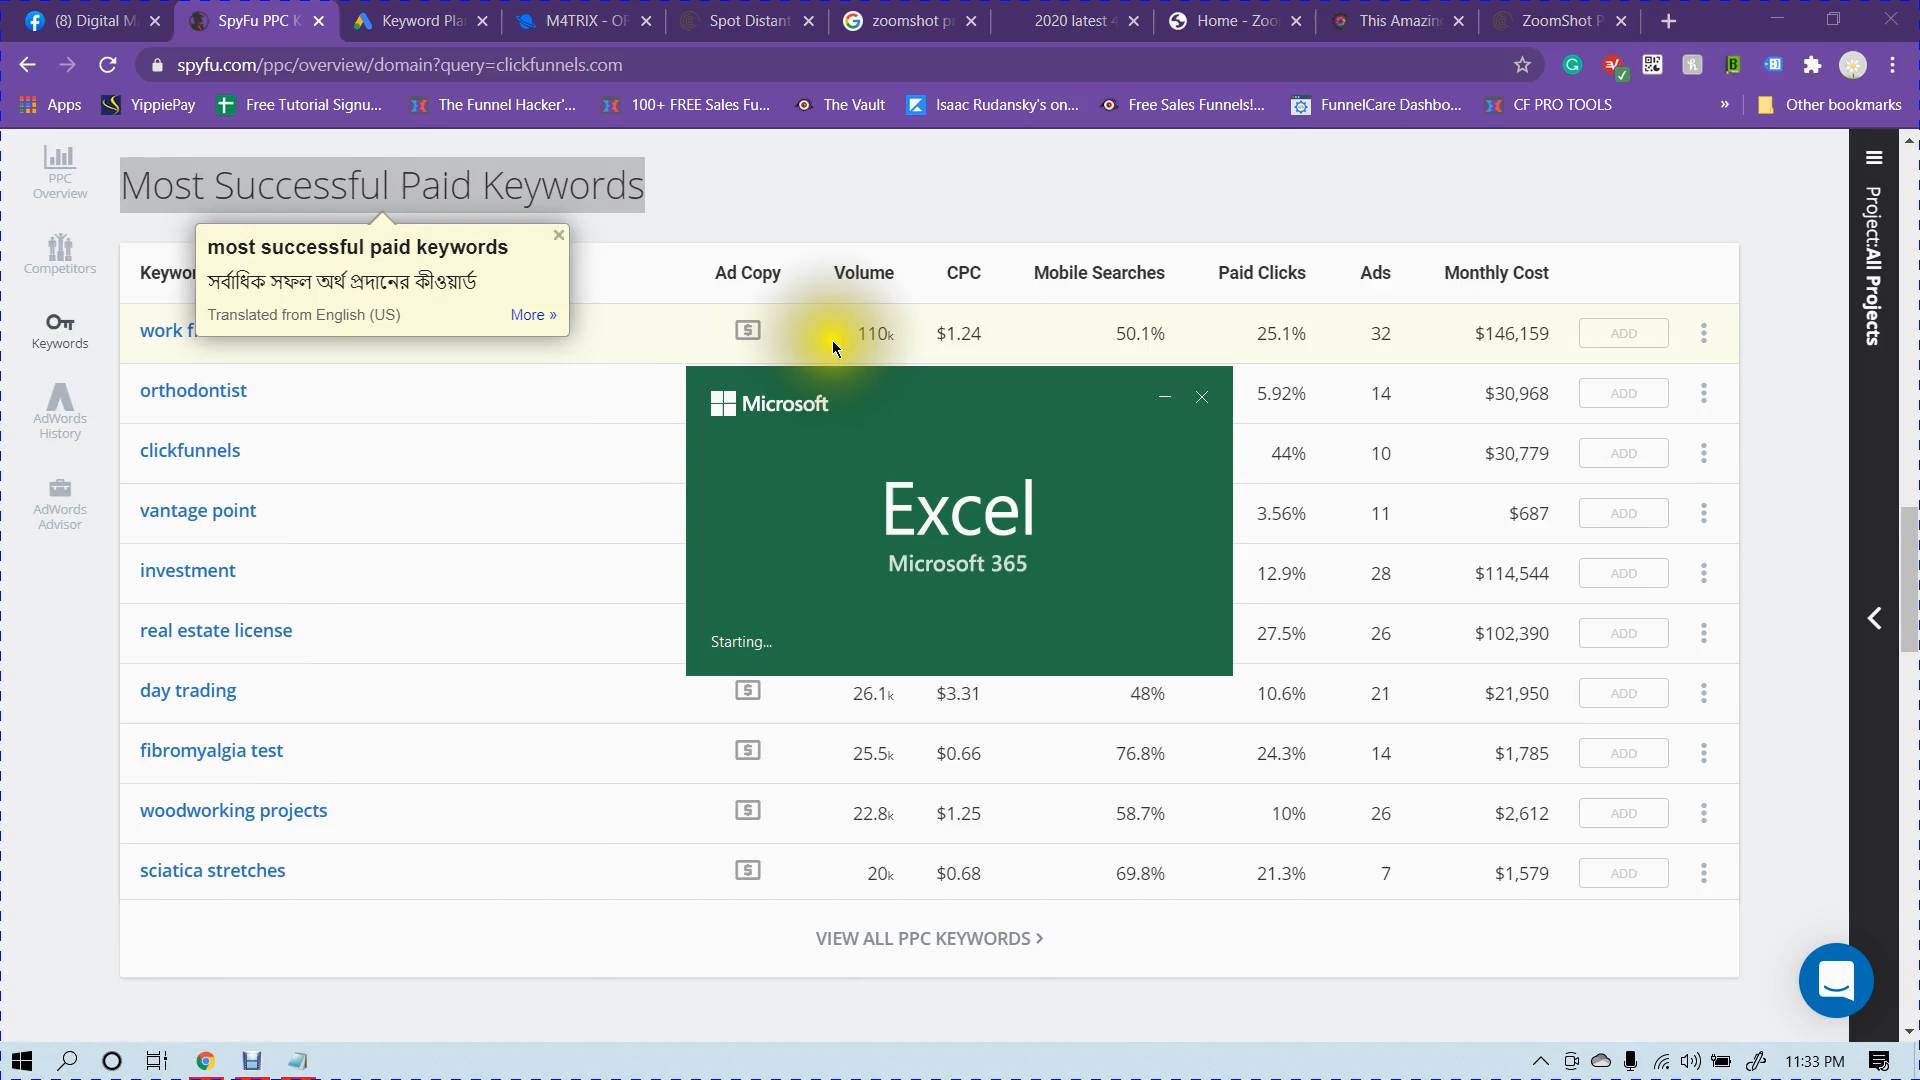 (8) Digital M
SpyFu PPC K
Keyword Pla
M4TRIX - OF
Spot Distant
zoomshot p
2020 latest
Home - Zoo
This Amazin
ZoomShot P
spyfu.com/ppc/overview/domain?query=clickfunnels.com
Apps
YippiePay
Free Tutorial Signu...
The Funnel Hacker'...
100+ FREE Sales Fu...
The Vault
Isaac Rudansky's on...
Free Sales Funnels!...
FunnelCare Dashbo...
CF PRO TOOLS
»
Other bookmarks
PPC
Overview
Competitors
Keywords
AdWords
History
AdWords
Advisor
Most Successful Paid Keywords
most successful paid keywords
সর্বাধিক সফল অর্থ প্রদানের কীওয়ার্ড
Translated from English (US)
More »
Keywor
Ad Copy Volume CPC Mobile Searches Paid Clicks Ads Monthly Cost
work f 110k $1.24 50.1% 25.1% 32 $146,159 ADD
orthodontist 5.92% 14 $30,968 ADD
clickfunnels 44% 10 $30,779 ADD
vantage point 3.56% 11 $687 ADD
investment 12.9% 28 $114,544 ADD
real estate license 27.5% 26 $102,390 ADD
day trading 26.1k $3.31 48% 10.6% 21 $21,950 ADD
fibromyalgia test 25.5k $0.66 76.8% 24.3% 14 $1,785 ADD
woodworking projects 22.8k $1.25 58.7% 10% 26 $2,612 ADD
sciatica stretches 20k $0.68 69.8% 21.3% 7 $1,579 ADD
VIEW ALL PPC KEYWORDS >
Microsoft
Excel
Microsoft 365
Starting...
Project:All Projects
11:33 PM